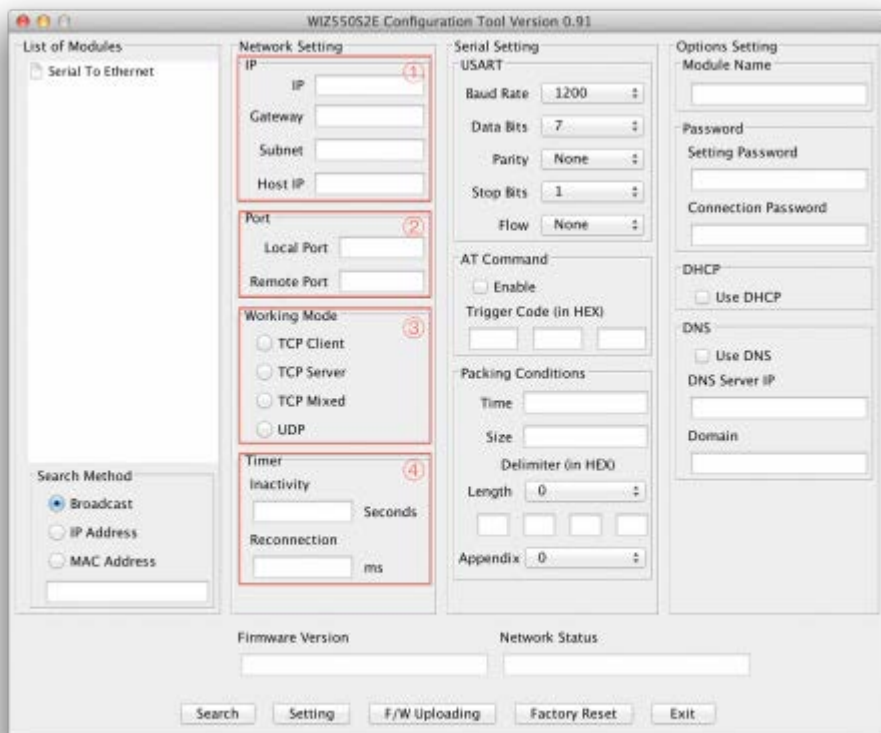 WIZ550S2E Configuration Tool Version 0.91
List of Modules
Serial To Ethernet
Search Method
Broadcast
IP Address
MAC Address
Network Setting
IP ①
IP
Gateway
Subnet
Host IP
Port ②
Local Port
Remote Port
Working Mode ③
TCP Client
TCP Server
TCP Mixed
UDP
Timer ④
Inactivity
Seconds
Reconnection
ms
Serial Setting
USART
Baud Rate 1200
Data Bits 7
Parity None
Stop Bits 1
Flow None
AT Command
Enable
Trigger Code (in HEX)
Packing Conditions
Time
Size
Delimiter (in HEX)
Length 0
Appendix 0
Options Setting
Module Name
Password
Setting Password
Connection Password
DHCP
Use DHCP
DNS
Use DNS
DNS Server IP
Domain
Firmware Version
Network Status
Search Setting F/W Uploading Factory Reset Exit